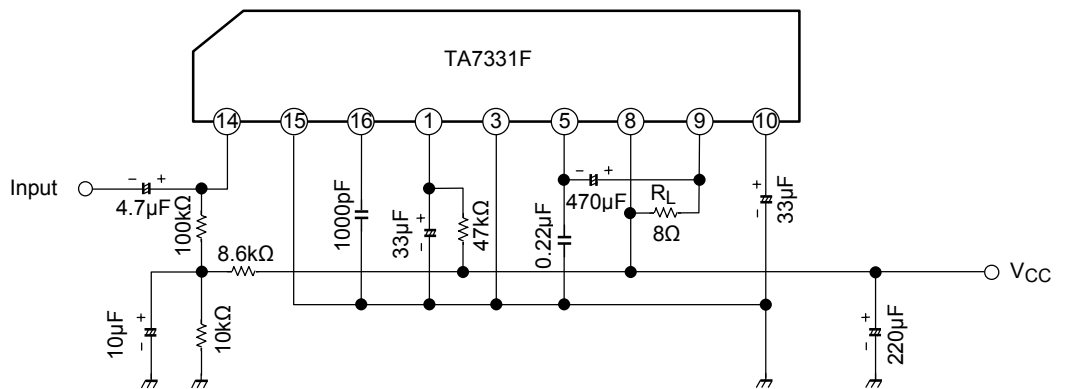 TA7331F
14 15 16 1 3 5 8 9 10
Input
− +
4.7μF
100kΩ
1000pF
33μF
+
−
47kΩ
− +
470μF
0.22μF
RL
8Ω
+
−
33μF
8.6kΩ
VCC
10μF
+
−
10kΩ
+
−
220μF